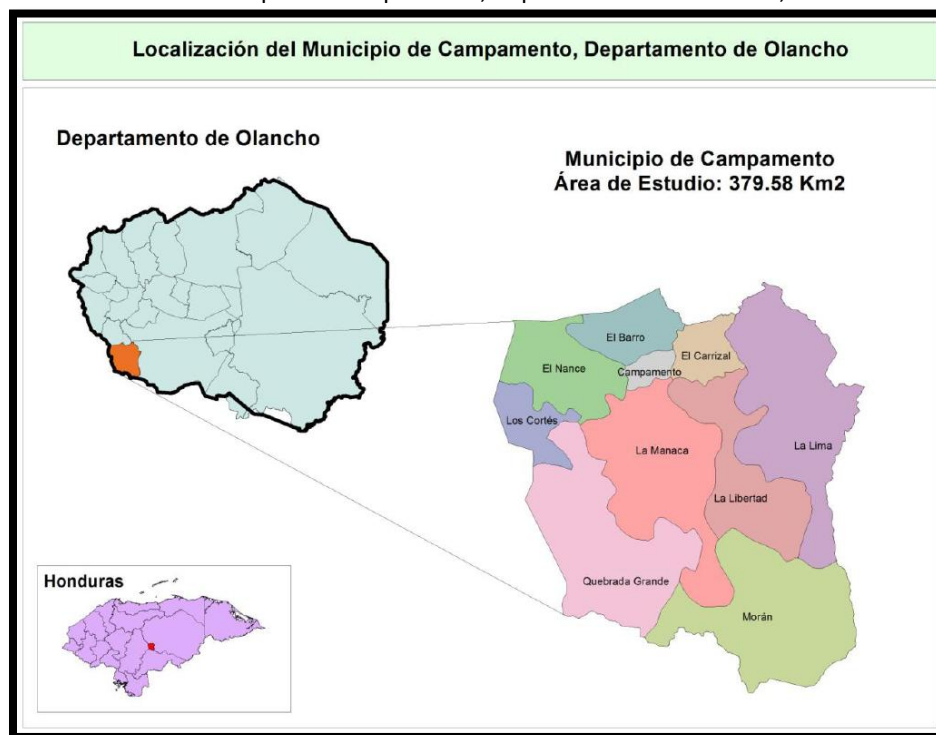 Localización del Municipio de Campamento, Departamento de Olancho
Departamento de Olancho
Municipio de Campamento
Área de Estudio: 379.58 Km2
El Barro
El Carrizal
El Nance
Campamento
Los Cortés
La Manaca
La Lima
La Libertad
Quebrada Grande
Morán
Honduras